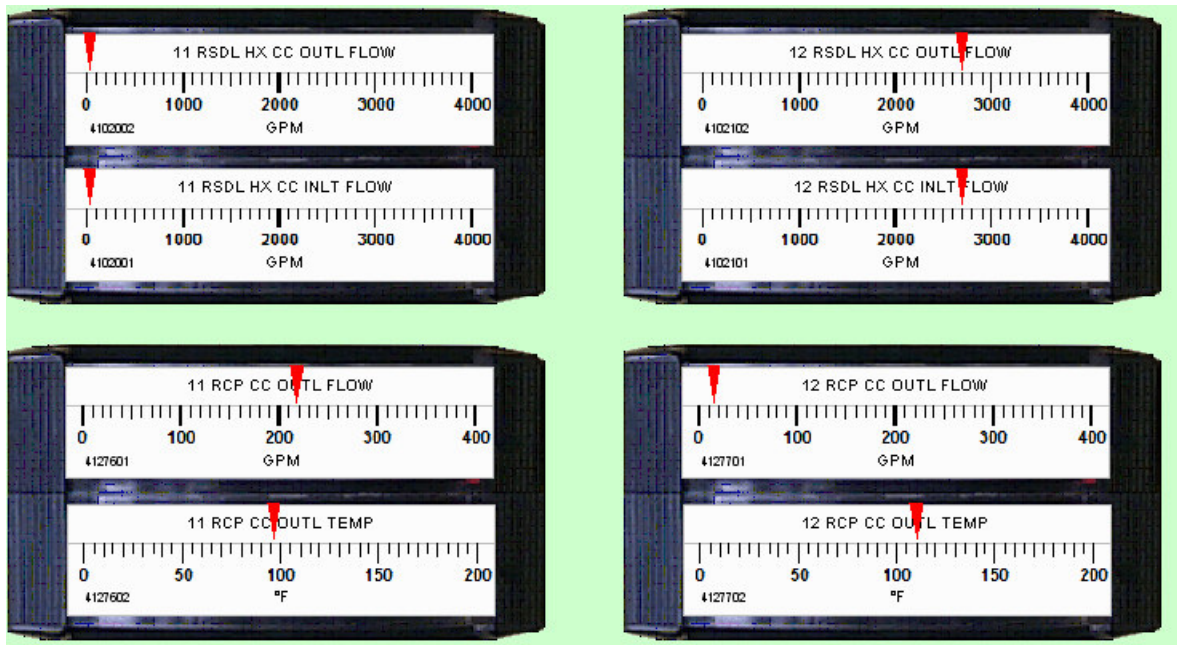 11 RSDL HX CC OUTL FLOW
0 1000 2000 3000 4000
4102002 GPM
11 RSDL HX CC INLT FLOW
0 1000 2000 3000 4000
4102001 GPM
12 RSDL HX CC OUTL FLOW
0 1000 2000 3000 4000
4102102 GPM
12 RSDL HX CC INLT FLOW
0 1000 2000 3000 4000
4102101 GPM
11 RCP CC OUTL FLOW
0 100 200 300 400
4127601 GPM
11 RCP CC OUTL TEMP
0 50 100 150 200
4127602 °F
12 RCP CC OUTL FLOW
0 100 200 300 400
4127701 GPM
12 RCP CC OUTL TEMP
0 50 100 150 200
4127702 °F